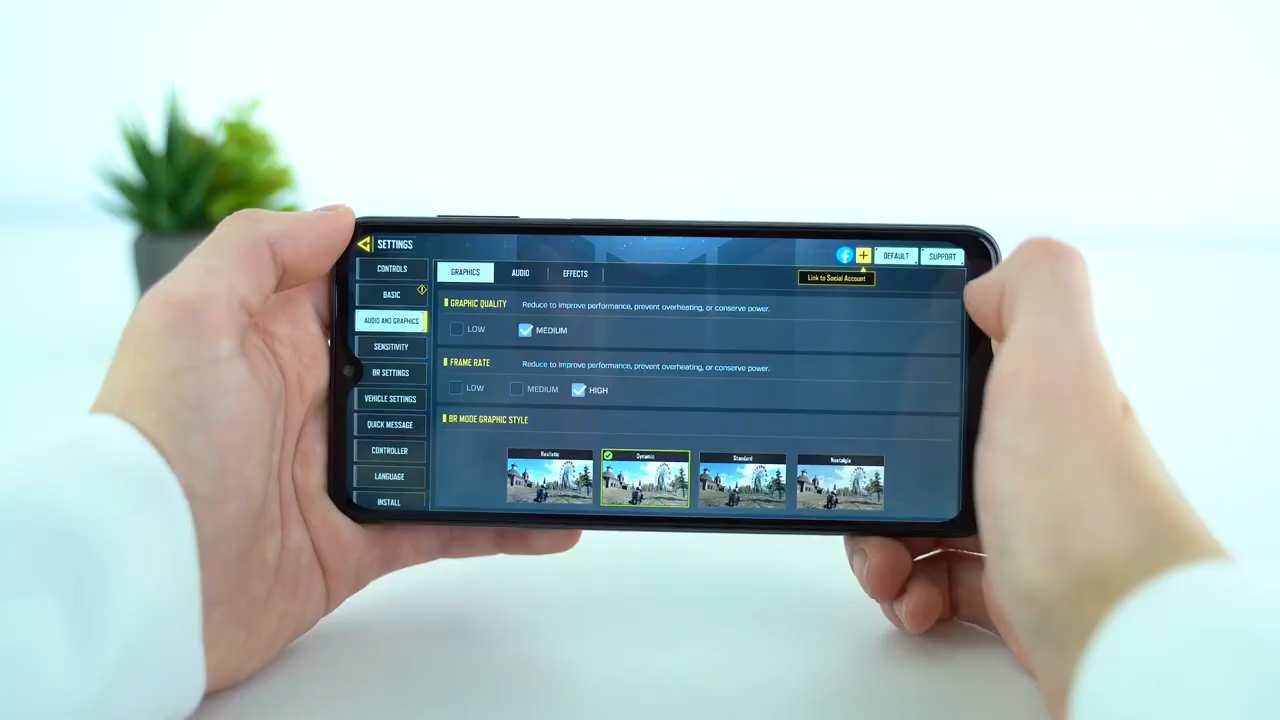 SETTINGS
DEFAULT
SUPPORT
Link to Social Account
CONTROLS
BASIC
AUDIO AND GRAPHICS
SENSITIVITY
BR SETTINGS
VEHICLE SETTINGS
QUICK MESSAGE
CONTROLLER
LANGUAGE
INSTALL
GRAPHICS
AUDIO
EFFECTS
GRAPHIC QUALITY
Reduce to improve performance, prevent overheating, or conserve power.
LOW
MEDIUM
FRAME RATE
Reduce to improve performance, prevent overheating, or conserve power.
LOW
MEDIUM
HIGH
BR MODE GRAPHIC STYLE
Realistic
Dynamic
Standard
Nostalgia